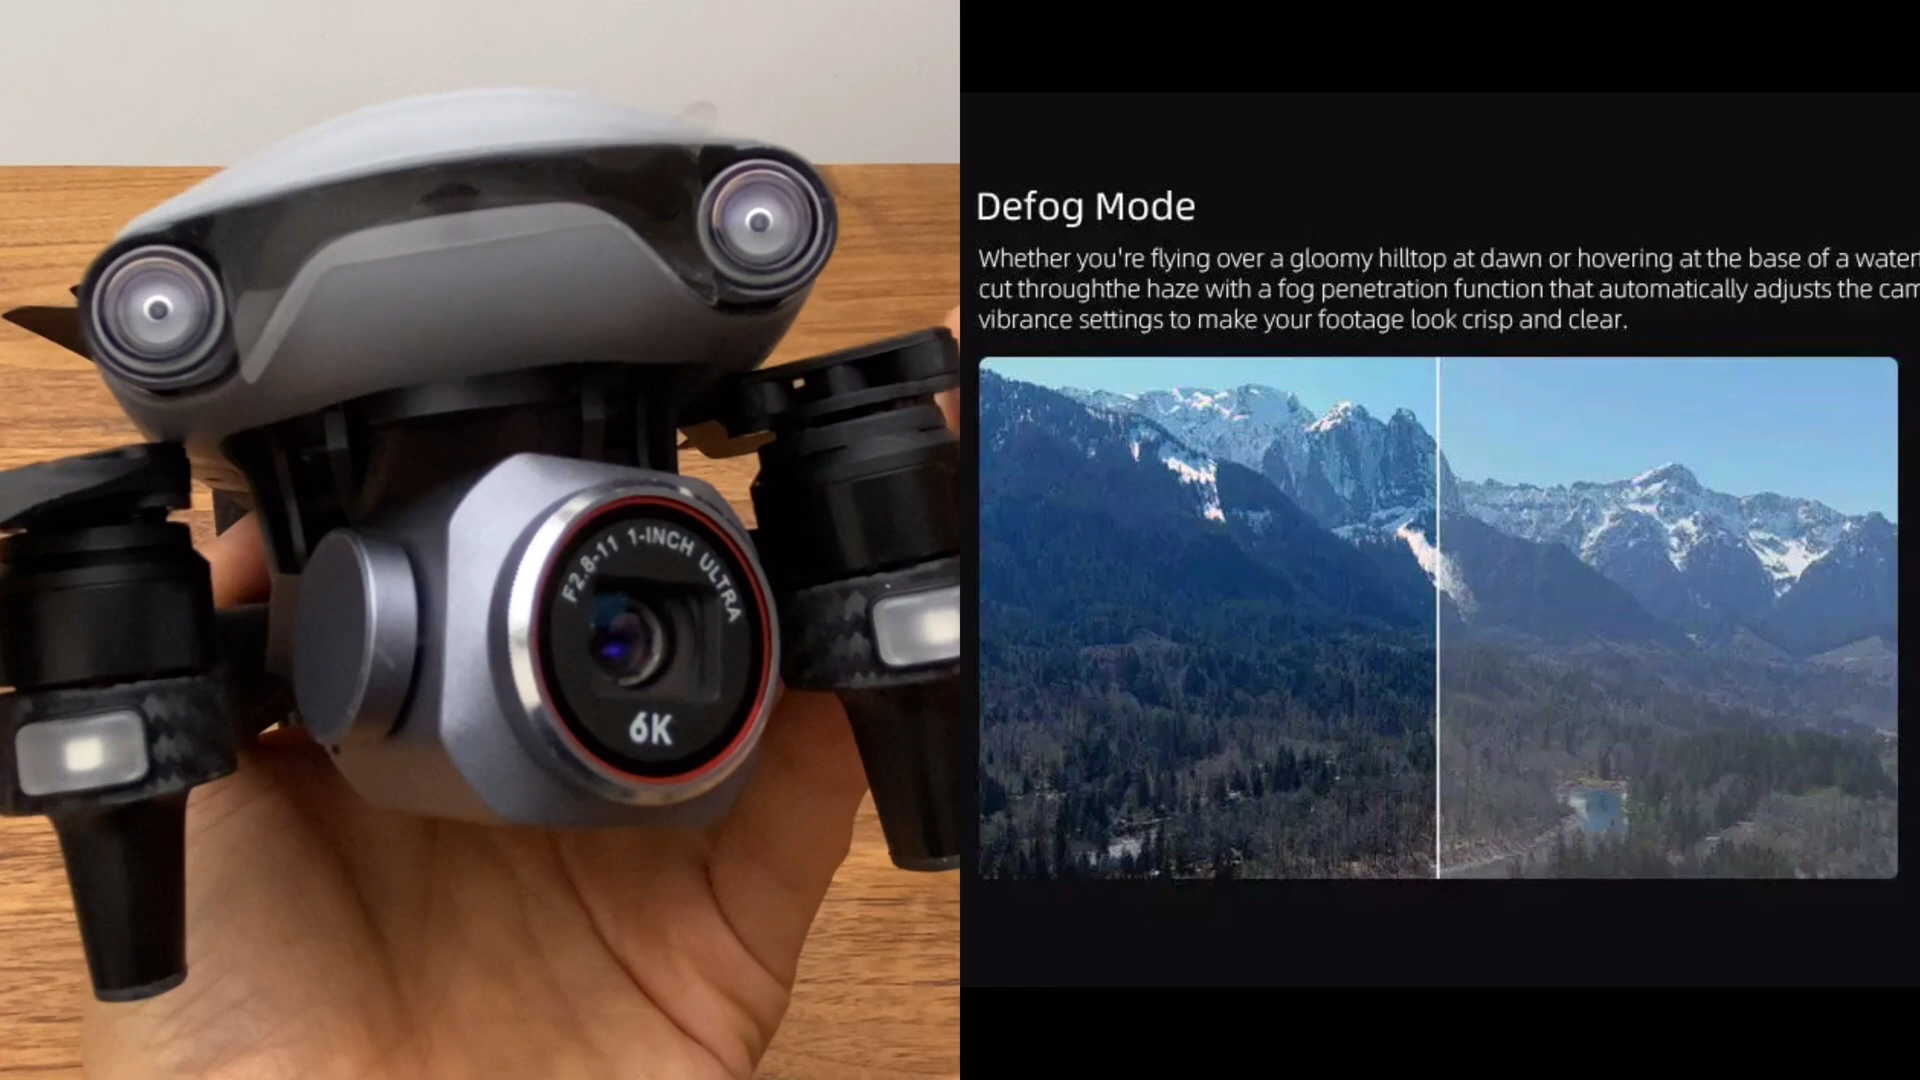 F2.8-11 1-INCH ULTRA
6K
Defog Mode
Whether you're flying over a gloomy hilltop at dawn or hovering at the base of a
cut throughthe haze with a fog penetration function that automatically adjusts the
vibrance settings to make your footage look crisp and clear.